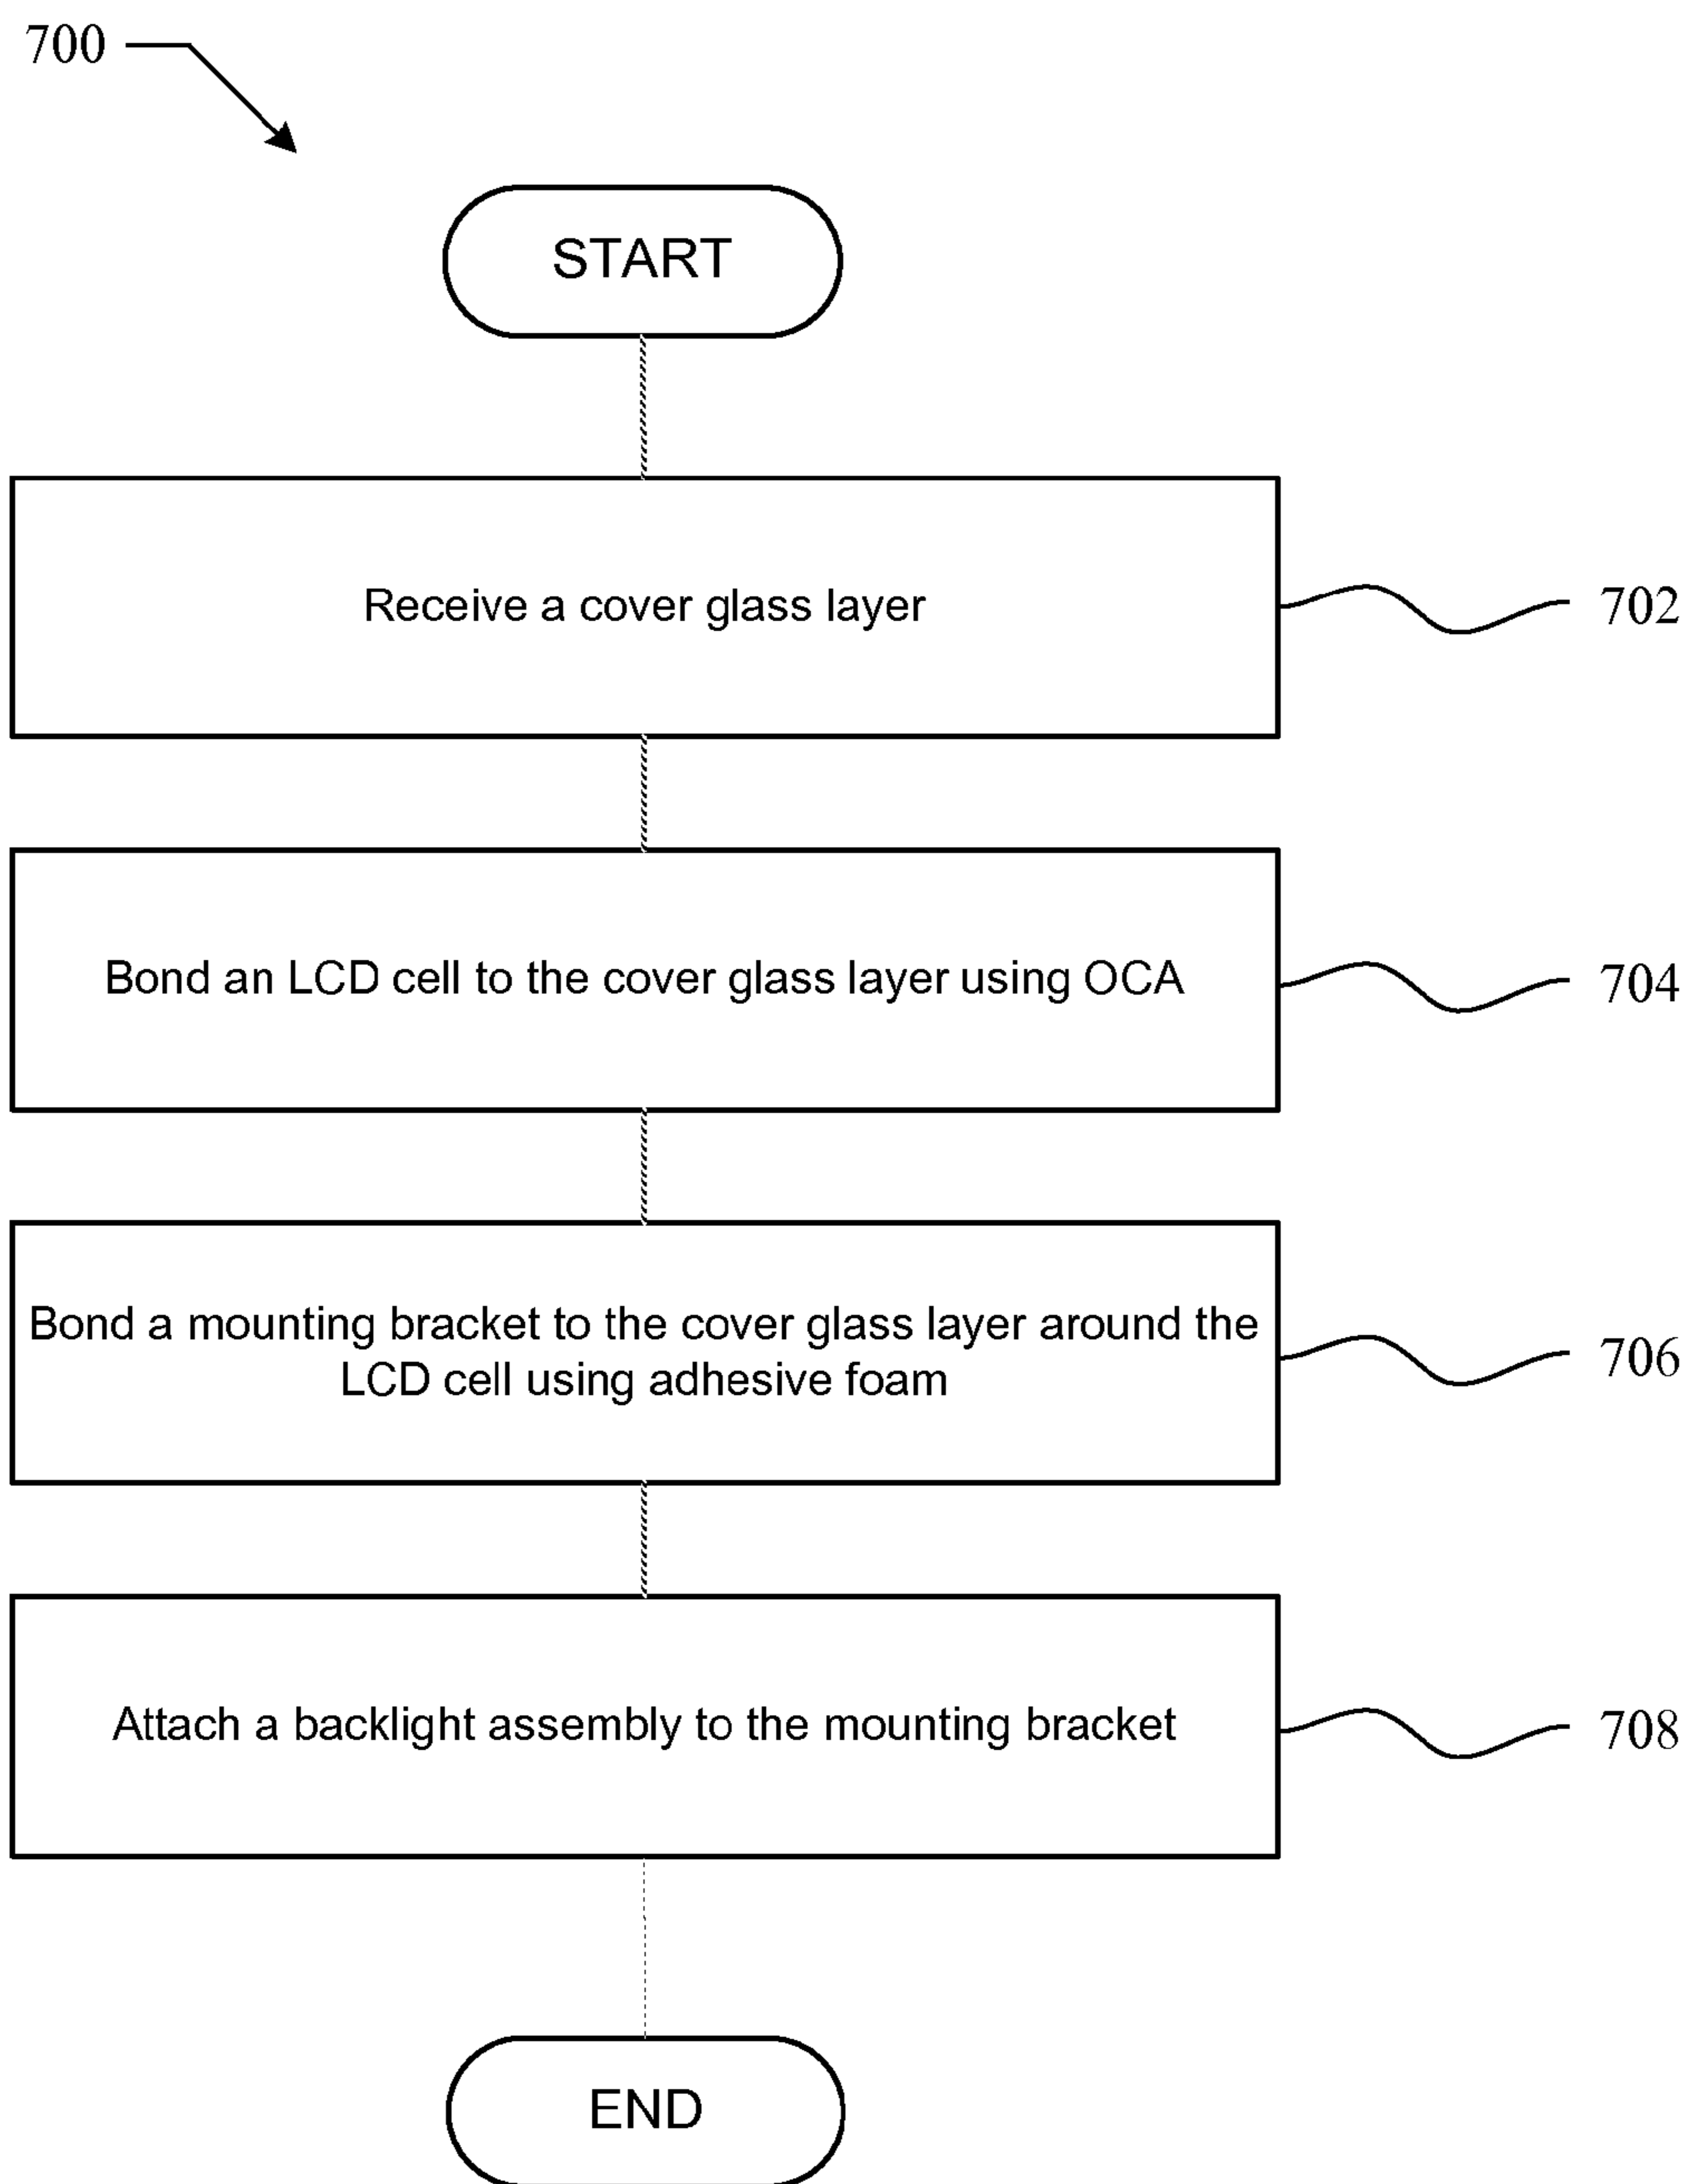 700
START
Receive a cover glass layer
702
Bond an LCD cell to the cover glass layer using OCA
704
Bond a mounting bracket to the cover glass layer around the
LCD cell using adhesive foam
706
Attach a backlight assembly to the mounting bracket
708
END